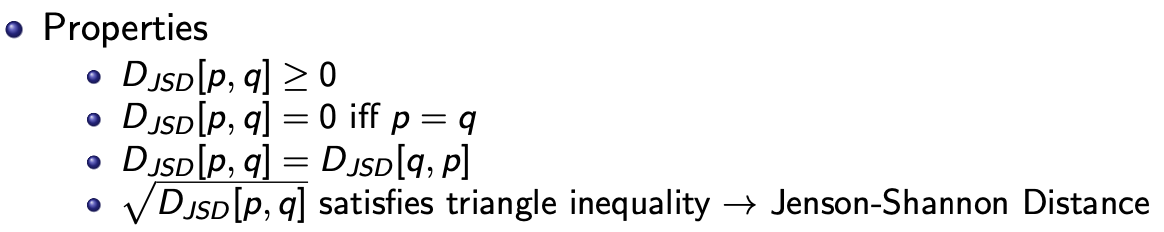 Properties
D_JSD[p, q] ≥ 0
D_JSD[p, q] = 0 iff p = q
D_JSD[p, q] = D_JSD[q, p]
√D_JSD[p, q] satisfies triangle inequality → Jenson-Shannon Distance